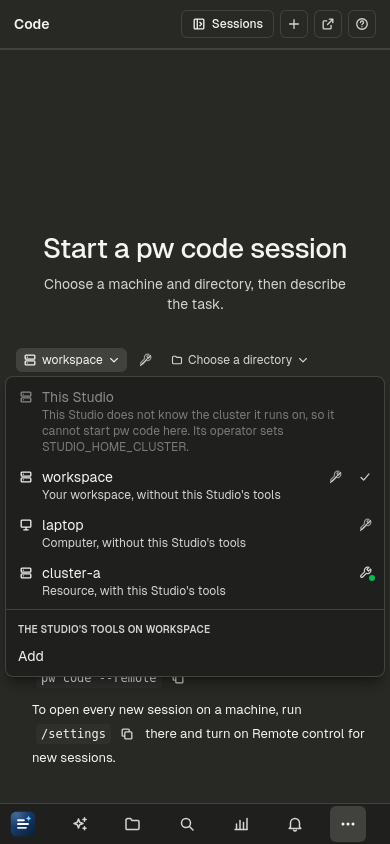 Code
Sessions
Start a pw code session
Choose a machine and directory, then describe
the task.
workspace
Choose a directory
This Studio
This Studio does not know the cluster it runs on, so it
cannot start pw code here. Its operator sets
STUDIO_HOME_CLUSTER.
workspace
Your workspace, without this Studio's tools
laptop
Computer, without this Studio's tools
cluster-a
Resource, with this Studio's tools
THE STUDIO'S TOOLS ON WORKSPACE
Add
pw code --remote
To open every new session on a machine, run
/settings there and turn on Remote control for
new sessions.